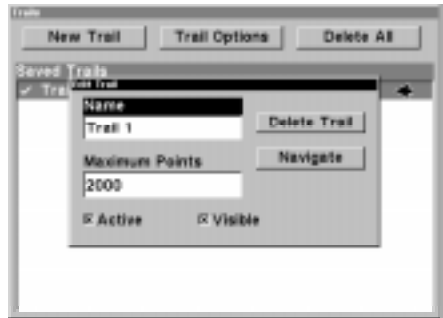 Trails
New Trail Trail Options Delete All
Saved Trails
Edit Trail
Name
Trail 1 Delete Trail
Maximum Points Navigate
2000
Active Visible